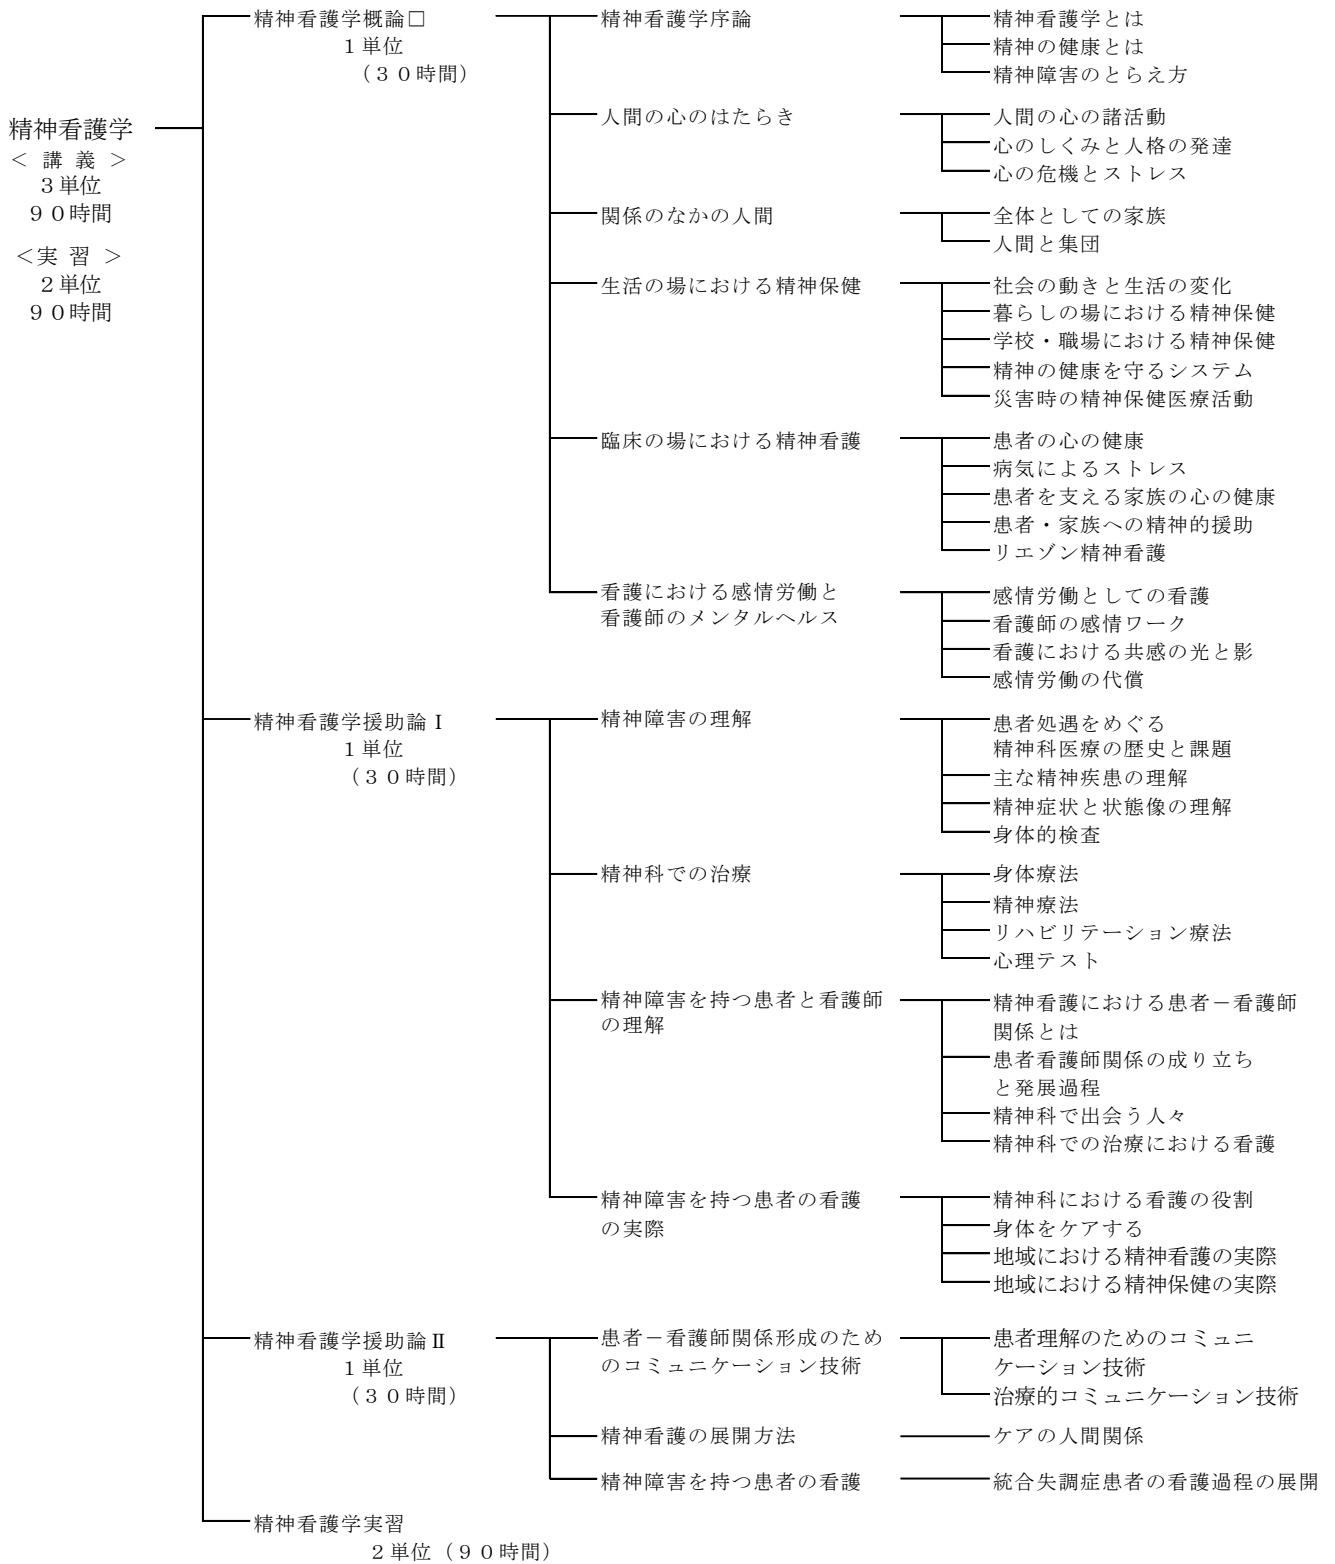 精神看護学
＜ 講 義 ＞
３単位
９０時間
＜実 習 ＞
２単位
９０時間
精神看護学概論□
１単位
（３０時間）
精神看護学序論
精神看護学とは
精神の健康とは
精神障害のとらえ方
人間の心のはたらき
人間の心の諸活動
心のしくみと人格の発達
心の危機とストレス
関係のなかの人間
全体としての家族
人間と集団
生活の場における精神保健
社会の動きと生活の変化
暮らしの場における精神保健
学校・職場における精神保健
精神の健康を守るシステム
災害時の精神保健医療活動
臨床の場における精神看護
患者の心の健康
病気によるストレス
患者を支える家族の心の健康
患者・家族への精神的援助
リエゾン精神看護
看護における感情労働と
看護師のメンタルヘルス
感情労働としての看護
看護師の感情ワーク
看護における共感の光と影
感情労働の代償
精神看護学援助論Ⅰ
１単位
（３０時間）
精神障害の理解
患者処遇をめぐる
精神科医療の歴史と課題
主な精神疾患の理解
精神症状と状態像の理解
身体的検査
精神科での治療
身体療法
精神療法
リハビリテーション療法
心理テスト
精神障害を持つ患者と看護師
の理解
精神看護における患者－看護師
関係とは
患者看護師関係の成り立ち
と発展過程
精神科で出会う人々
精神科での治療における看護
精神障害を持つ患者の看護
の実際
精神科における看護の役割
身体をケアする
地域における精神看護の実際
地域における精神保健の実際
精神看護学援助論Ⅱ
１単位
（３０時間）
患者－看護師関係形成のため
のコミュニケーション技術
患者理解のためのコミュニ
ケーション技術
治療的コミュニケーション技術
精神看護の展開方法
ケアの人間関係
精神障害を持つ患者の看護
統合失調症患者の看護過程の展開
精神看護学実習
２単位（９０時間）